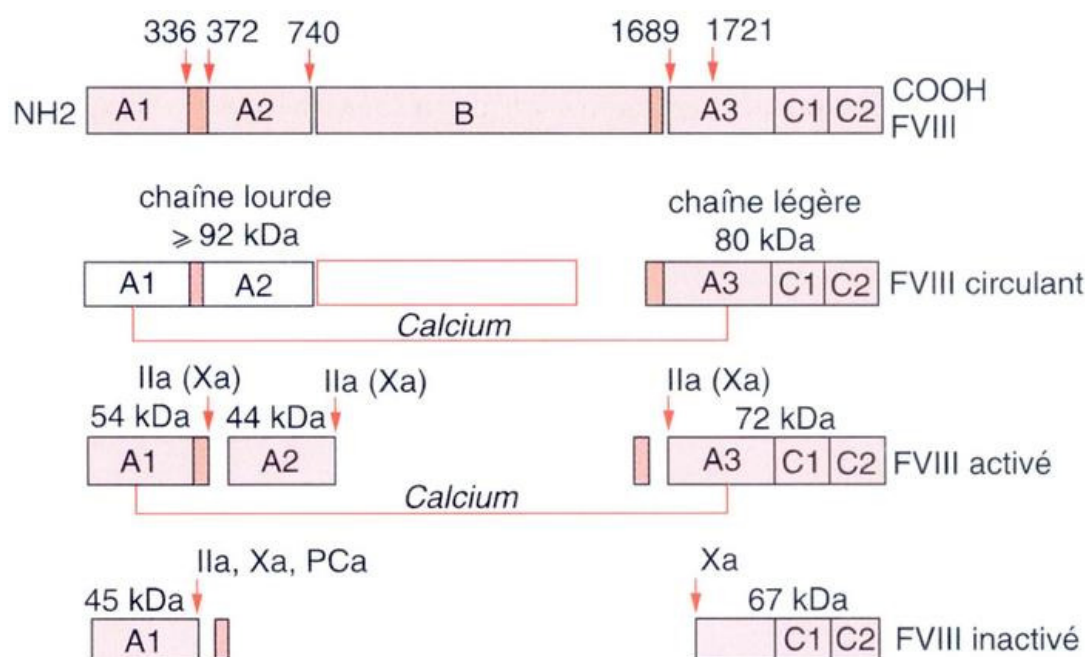 336 372 740 1689 1721
NH2 A1 A2 B A3 C1 C2 COOH
FVIII
chaîne lourde chaîne légère
⩾ 92 kDa 80 kDa
A1 A2 A3 C1 C2 FVIII circulant
Calcium
IIa (Xa) IIa (Xa) IIa (Xa)
54 kDa 44 kDa 72 kDa
A1 A2 A3 C1 C2 FVIII activé
Calcium
IIa, Xa, PCa Xa
45 kDa 67 kDa
A1 C1 C2 FVIII inactivé